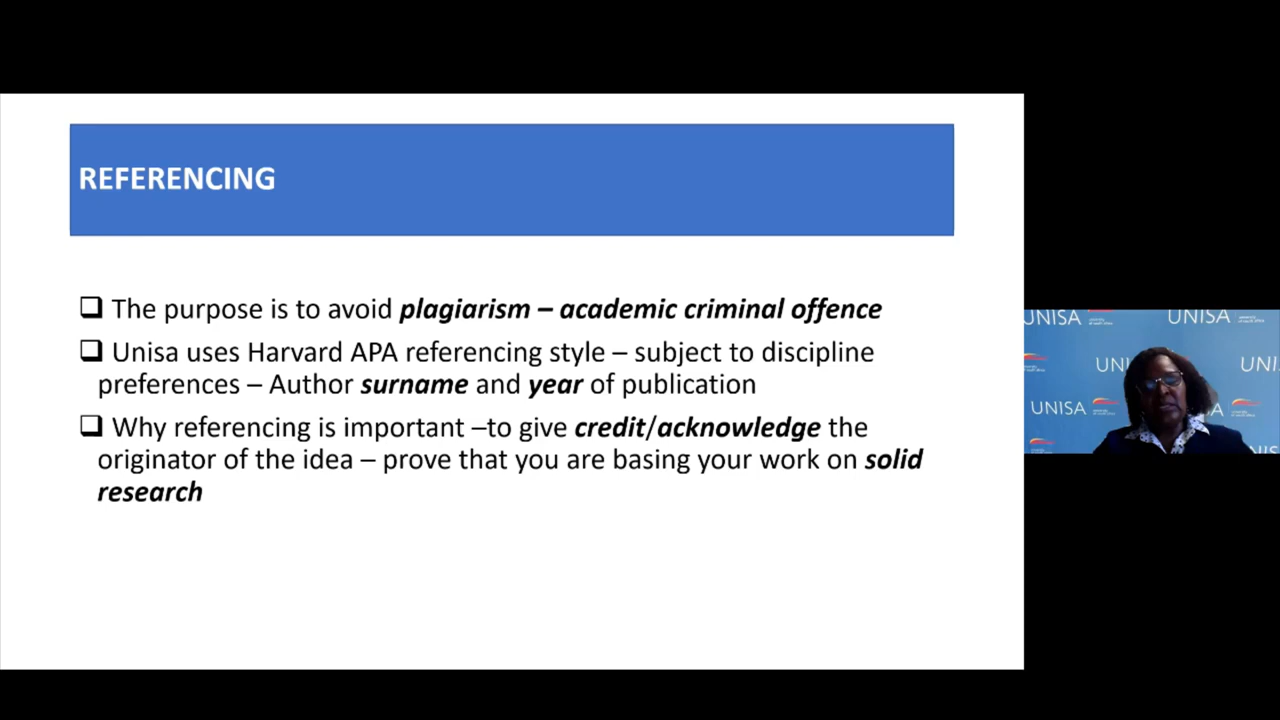 REFERENCING
❑ The purpose is to avoid plagiarism – academic criminal offence
❑ Unisa uses Harvard APA referencing style – subject to discipline
preferences – Author surname and year of publication
❑ Why referencing is important –to give credit/acknowledge the
originator of the idea – prove that you are basing your work on solid
research
UNISA
UNISA
UNI
UNI
UNISA